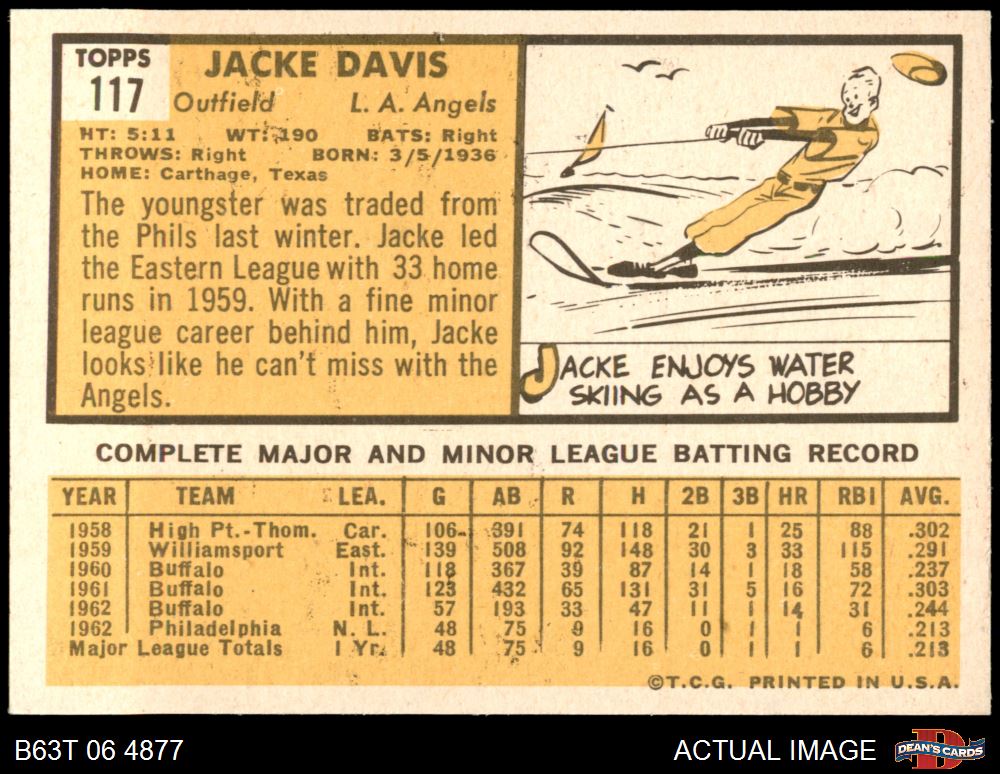 TOPPS
117
JACKE DAVIS
Outfield L. A. Angels
HT: 5:11 WT: 190 BATS: Right
THROWS: Right BORN: 3/5/1936
HOME: Carthage, Texas
The youngster was traded from
the Phils last winter. Jacke led
the Eastern League with 33 home
runs in 1959. With a fine minor
league career behind him, Jacke
looks like he can't miss with the
Angels.
JACKE ENJOYS WATER
SKIING AS A HOBBY
COMPLETE MAJOR AND MINOR LEAGUE BATTING RECORD
YEAR TEAM LEA. G AB R H 2B 3B HR RBI AVG.
1958 High Pt.-Thom. Car. 106 391 74 118 21 1 25 88 .302
1959 Williamsport East. 139 508 92 148 30 3 33 115 .291
1960 Buffalo Int. 118 367 39 87 14 1 18 58 .237
1961 Buffalo Int. 123 432 65 131 31 5 16 72 .303
1962 Buffalo Int. 57 193 33 47 11 1 14 31 .244
1962 Philadelphia N. L. 48 75 9 16 0 1 1 6 .213
Major League Totals 1 Yr. 48 75 9 16 0 1 1 6 .213
©T.C.G. PRINTED IN U.S.A.
B63T 06 4877
ACTUAL IMAGE
DEAN'S CARDS